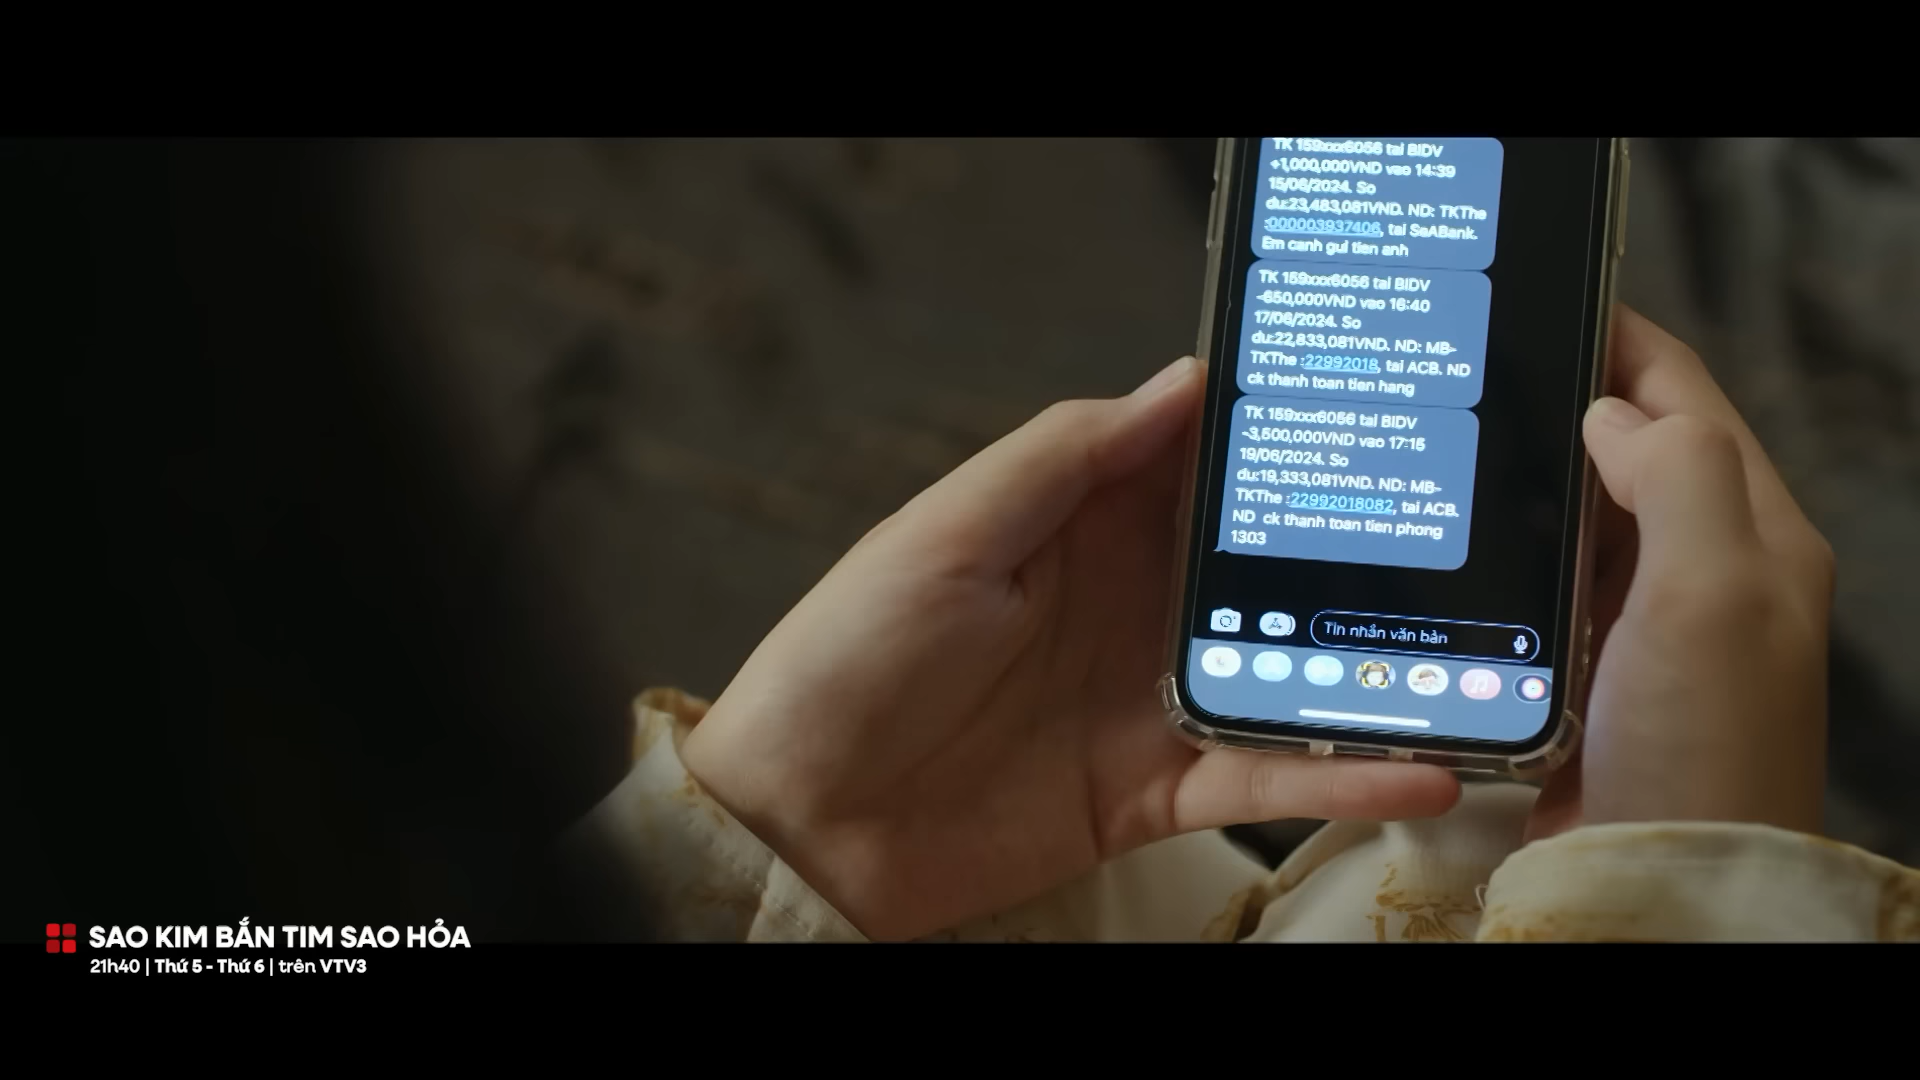 TK 159xxx6056 tai BIDV
+1,000,000VND vao 14:39
15/06/2024. So
du:23,483,081VND. ND: TKThe
:000003937406, tai SeABank.
Em canh gui tien anh
TK 159xxx6056 tai BIDV
-650,000VND vao 16:40
17/06/2024. So
du:22,833,081VND. ND: MB-
TKThe :22992018, tai ACB. ND
ck thanh toan tien hang
TK 159xxx6056 tai BIDV
-3,500,000VND vao 17:15
19/06/2024. So
du:19,333,081VND. ND: MB-
TKThe :22992018082, tai ACB.
ND ck thanh toan tien phong
1303
Tin nhắn văn bản
SAO KIM BẮN TIM SAO HỎA
21h40 | Thứ 5 - Thứ 6 | trên VTV3